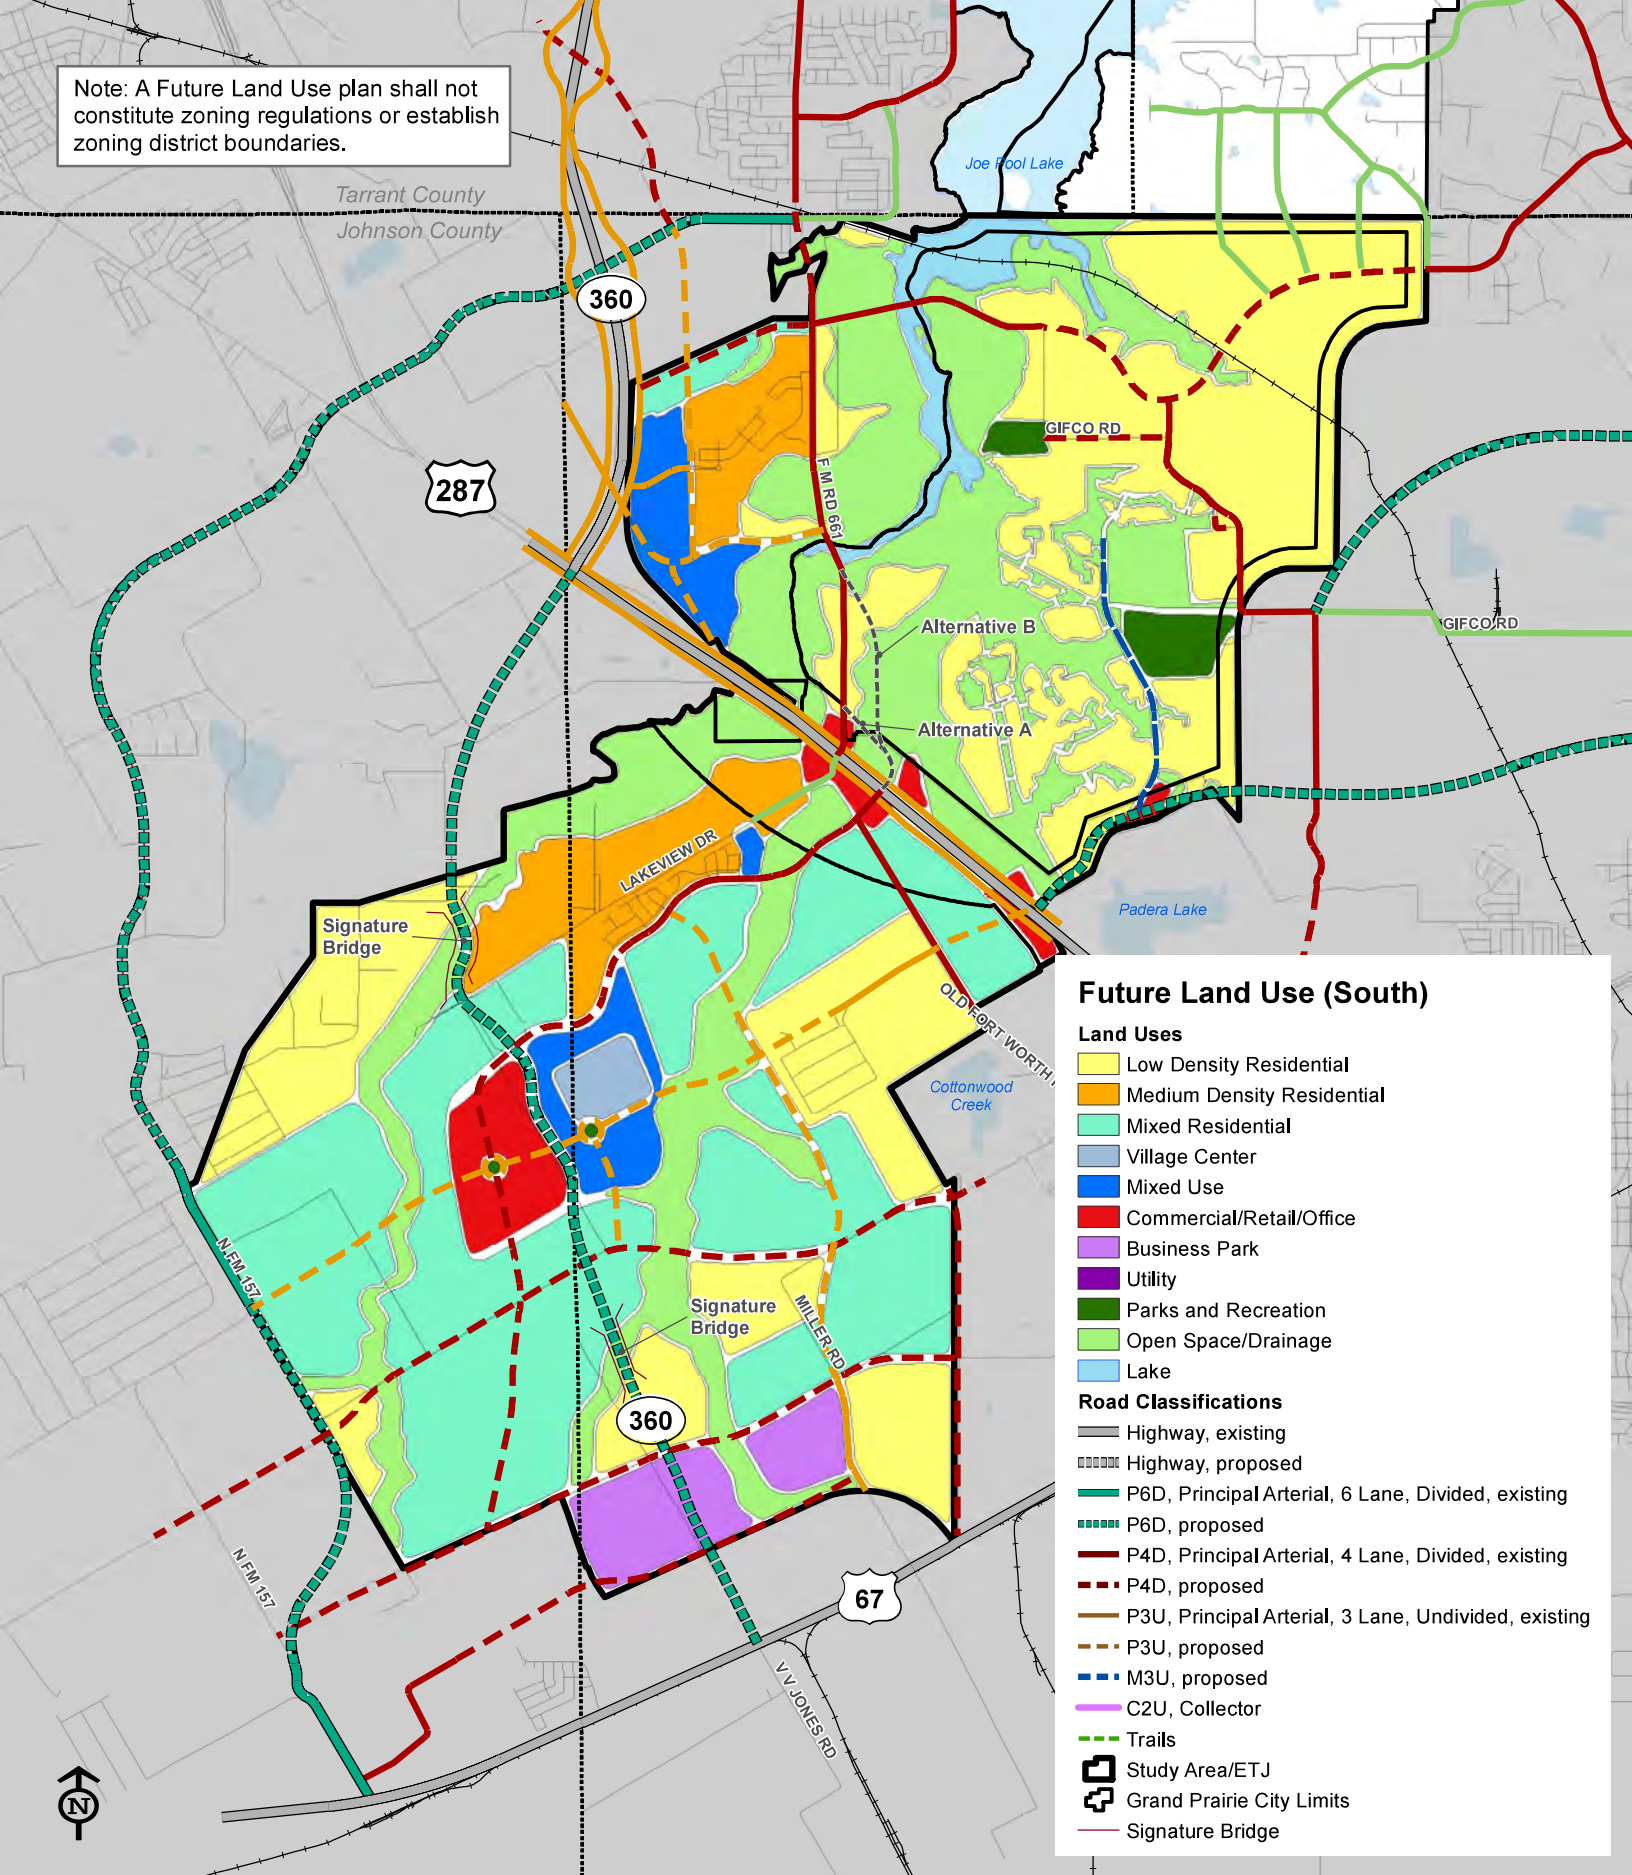 Note: A Future Land Use plan shall not
constitute zoning regulations or establish
zoning district boundaries.
Joe Pool Lake
Tarrant County
Johnson County
360
GIFCO RD
287
F M RD 661
GIFCO RD
Alternative B
Alternative A
LAKEVIEW DR
Signature
Bridge
Padera Lake
OLD FORT WORTH
Cottonwood
Creek
N FM 157
Signature
Bridge
MILLER RD
360
N FM 157
67
V V JONES RD
N
Future Land Use (South)
Land Uses
Low Density Residential
Medium Density Residential
Mixed Residential
Village Center
Mixed Use
Commercial/Retail/Office
Business Park
Utility
Parks and Recreation
Open Space/Drainage
Lake
Road Classifications
Highway, existing
Highway, proposed
P6D, Principal Arterial, 6 Lane, Divided, existing
P6D, proposed
P4D, Principal Arterial, 4 Lane, Divided, existing
P4D, proposed
P3U, Principal Arterial, 3 Lane, Undivided, existing
P3U, proposed
M3U, proposed
C2U, Collector
Trails
Study Area/ETJ
Grand Prairie City Limits
Signature Bridge